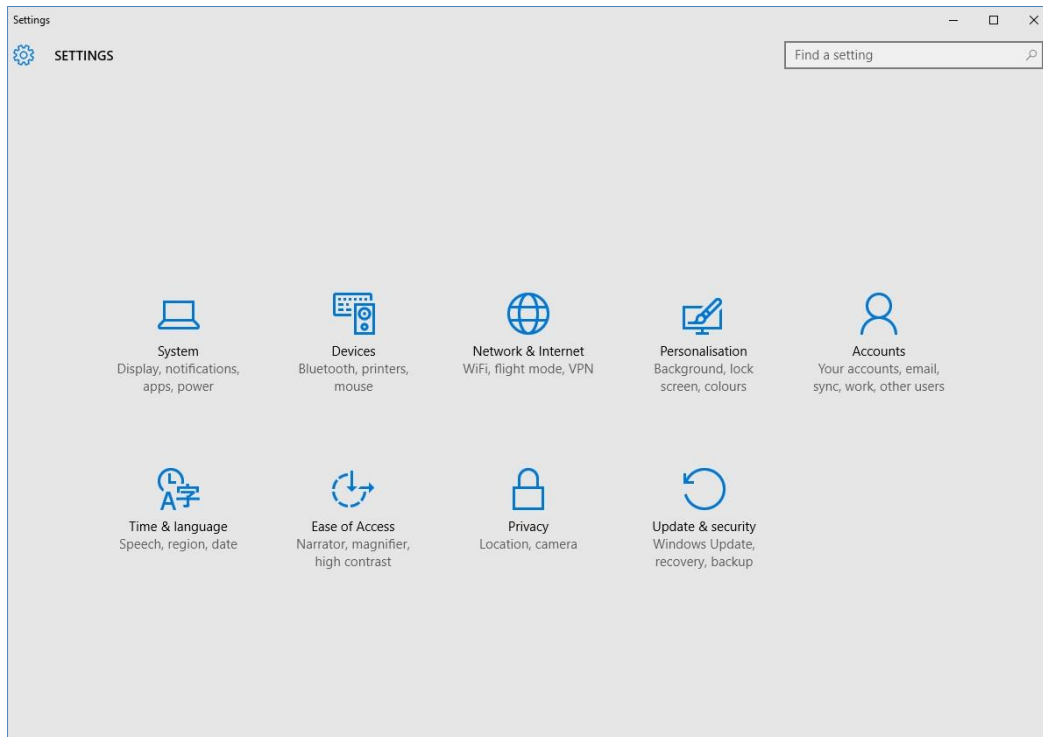 Settings
SETTINGS
Find a setting
System
Display, notifications,
apps, power
Devices
Bluetooth, printers,
mouse
Network & Internet
WiFi, flight mode, VPN
Personalisation
Background, lock
screen, colours
Accounts
Your accounts, email,
sync, work, other users
Time & language
Speech, region, date
Ease of Access
Narrator, magnifier,
high contrast
Privacy
Location, camera
Update & security
Windows Update,
recovery, backup